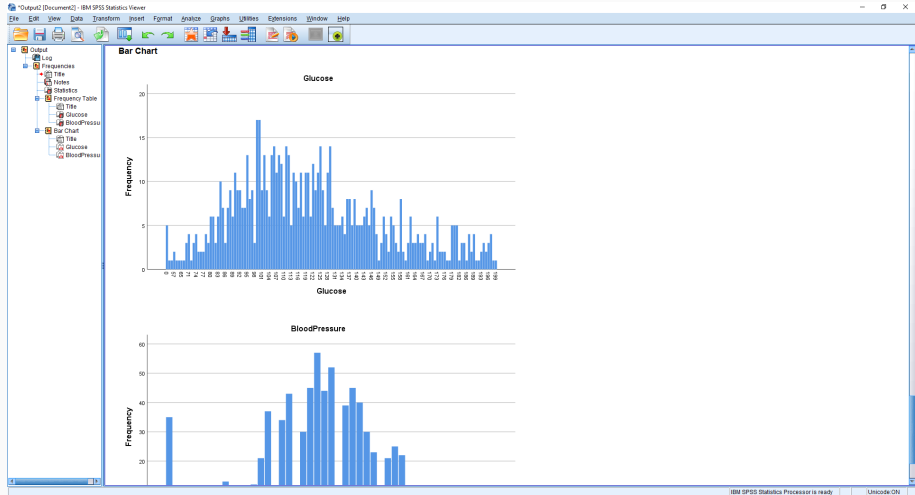 *Output2 [Document2] - IBM SPSS Statistics Viewer
File Edit View Data Transform Insert Format Analyze Graphs Utilities Extensions Window Help
Output
Log
Frequencies
Title
Notes
Statistics
Frequency Table
Title
Glucose
BloodPressu
Bar Chart
Title
Glucose
BloodPressu
Bar Chart
Glucose
20
15
10
5
0
Frequency
Glucose
BloodPressure
60
50
40
30
20
Frequency
IBM SPSS Statistics Processor is ready
Unicode:ON